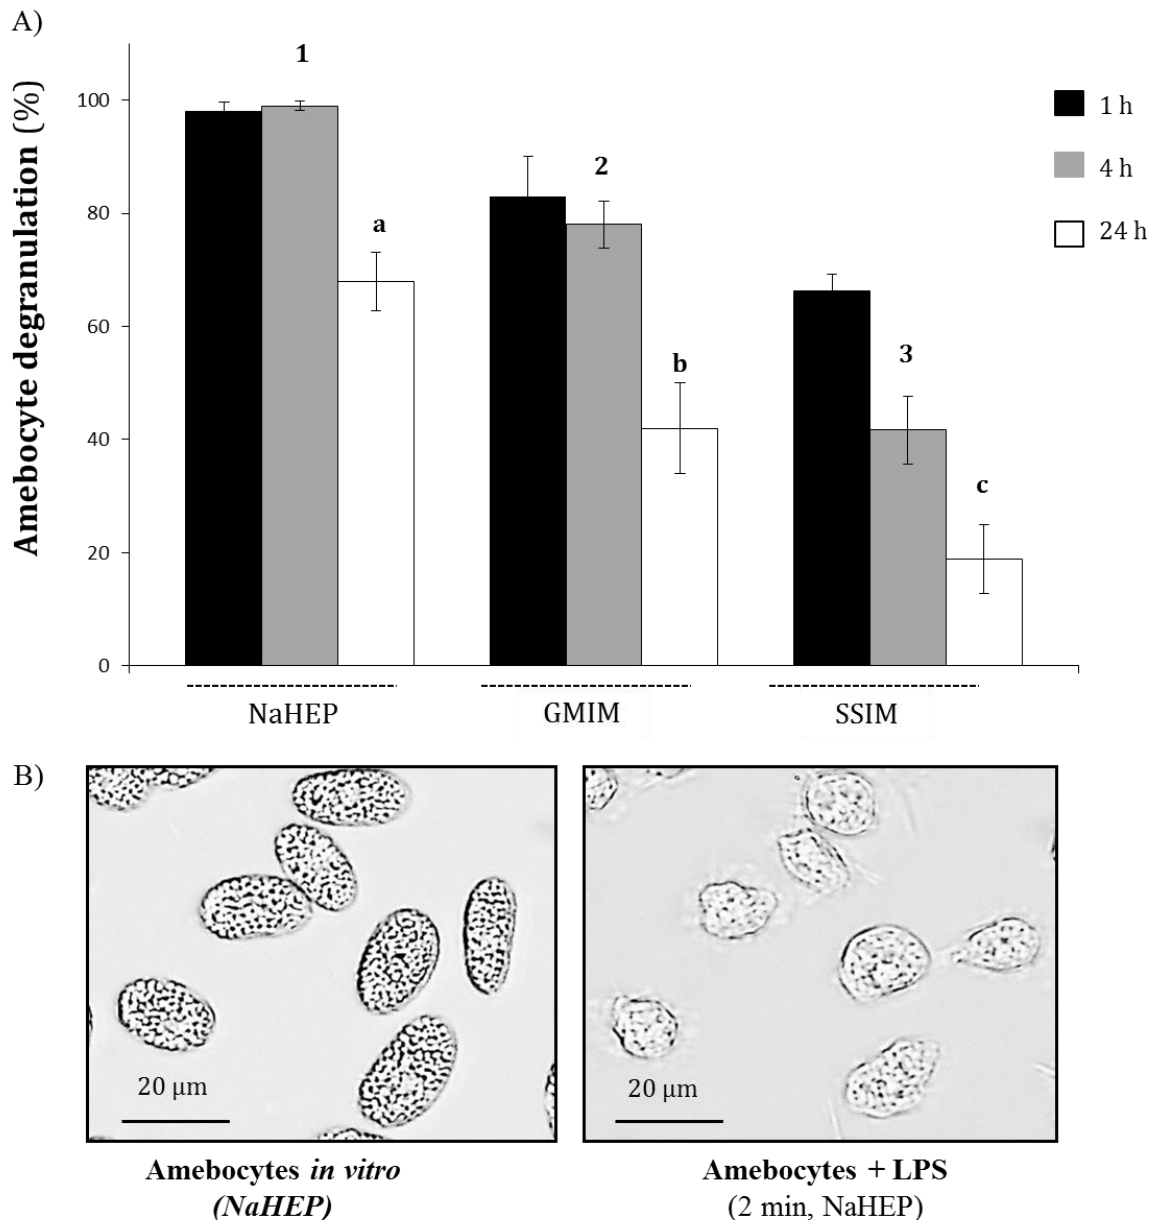 A)
Amebocyte degranulation (%)
100
80
60
40
20
0
1
a
2
b
3
c
1 h
4 h
24 h
NaHEP
GMIM
SSIM
B)
20 µm
20 µm
Amebocytes in vitro
(NaHEP)
Amebocytes + LPS
(2 min, NaHEP)